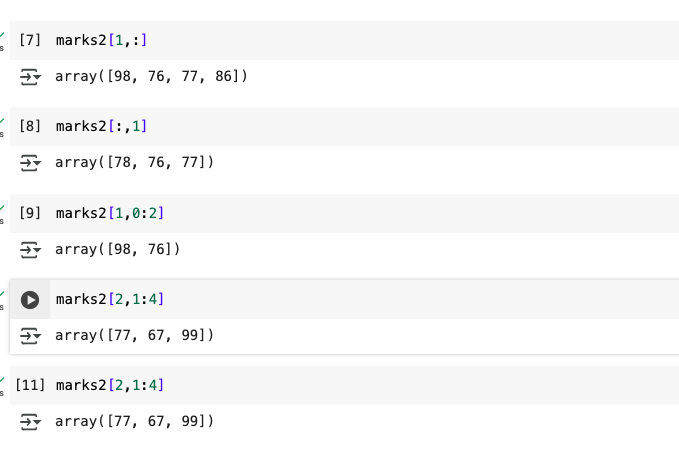 [7] marks2[1,:]
s
array([98, 76, 77, 86])
[8] marks2[:,1]
s
array([78, 76, 77])
[9] marks2[1,0:2]
s
array([98, 76])
marks2[2,1:4]
s
array([77, 67, 99])
[11] marks2[2,1:4]
s
array([77, 67, 99])